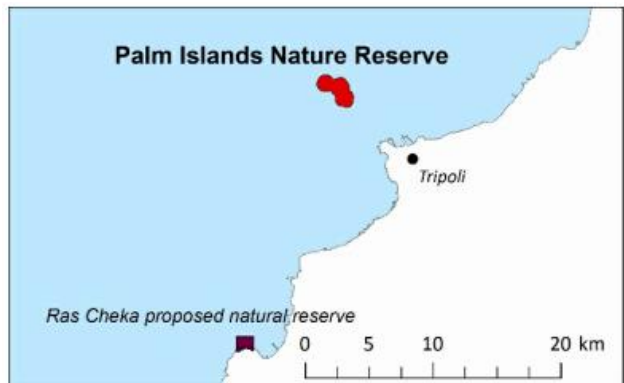 Palm Islands Nature Reserve
Tripoli
Ras Cheka proposed natural reserve
0 5 10 20 km